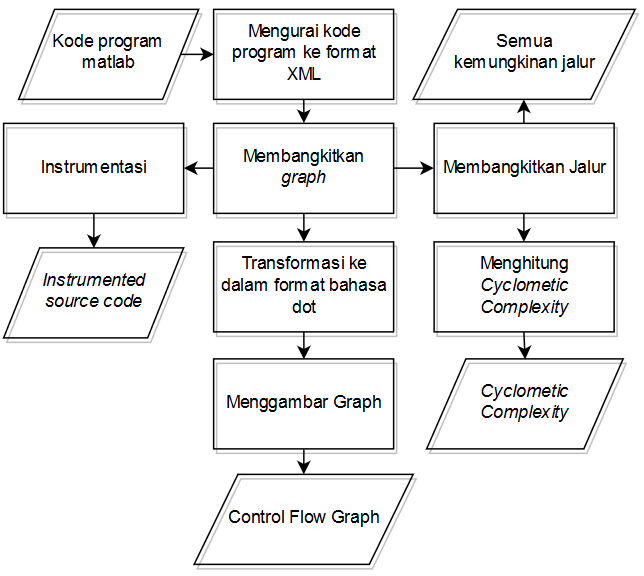 Kode program
matlab
Mengurai kode
program ke format
XML
Semua
kemungkinan jalur
Instrumentasi
Membangkitkan
graph
Membangkitkan Jalur
Instrumented
source code
Transformasi ke
dalam format bahasa
dot
Menghitung
Cyclometic
Complexity
Menggambar Graph
Cyclometic
Complexity
Control Flow Graph